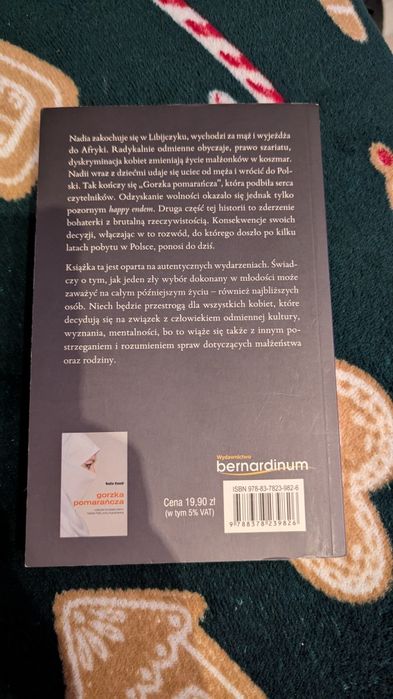 Nadia zakochuje się w Libijczyku, wychodzi za mąż i wyjeżdża
do Afryki. Radykalnie odmienne obyczaje, prawo szariatu,
dyskryminacja kobiet zmieniają życie małżonków w koszmar.
Nadii wraz z dziećmi udaje się uciec od męża i wrócić do Pol-
ski. Tak kończy się „Gorzka pomarańcza”, która podbiła serca
czytelników. Odzyskanie wolności okazało się jednak tylko
pozornym happy endem. Druga część tej historii to zderzenie
bohaterki z brutalną rzeczywistością. Konsekwencje swoich
decyzji, włączając w to rozwód, do którego doszło po kilku
latach pobytu w Polsce, ponosi do dziś.
Książka ta jest oparta na autentycznych wydarzeniach. Świad-
czy o tym, jak jeden zły wybór dokonany w młodości może
zaważyć na całym późniejszym życiu – również najbliższych
osób. Niech będzie przestrogą dla wszystkich kobiet, które
decydują się na związek z człowiekiem odmiennej kultury,
wyznania, mentalności, bo to wiąże się także z innym po-
strzeganiem i rozumieniem spraw dotyczących małżeństwa
oraz rodziny.
Nadia Hamid
gorzka
pomarańcza
Cena 19,90 zł
(w tym 5% VAT)
Wydawnictwo
bernardinum
ISBN 978-83-7823-982-6
9 788378 239826